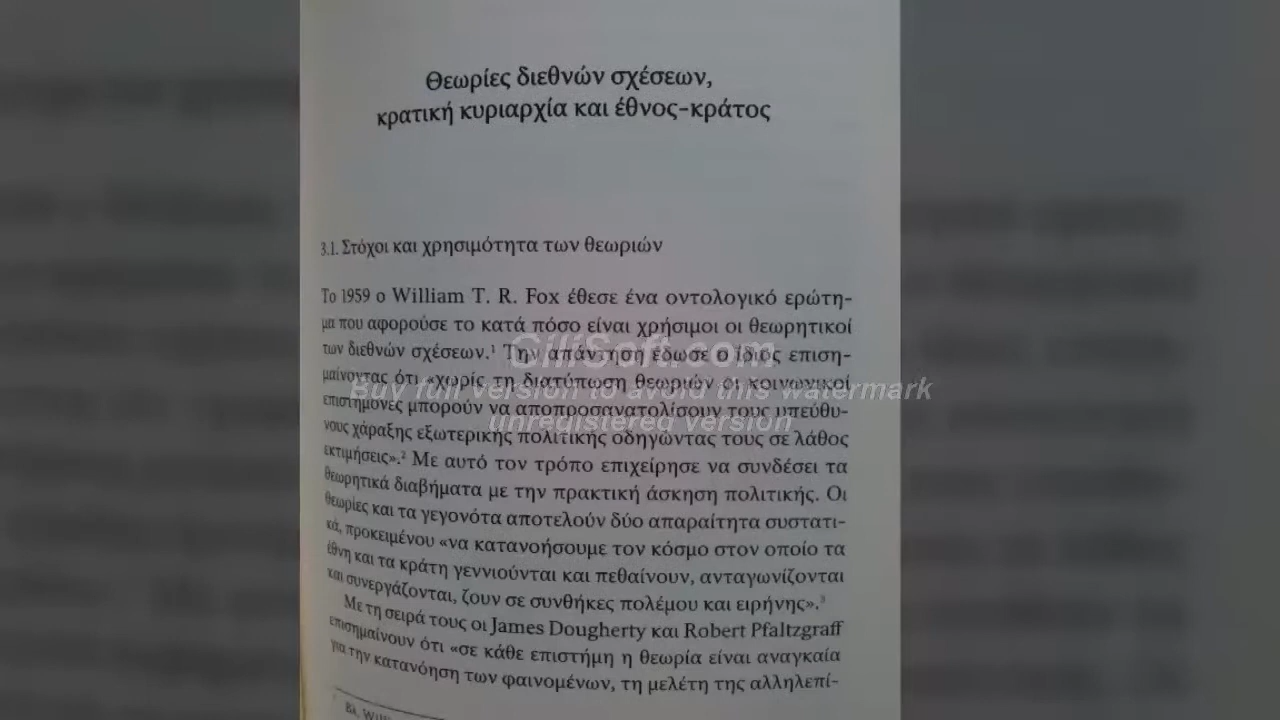 Θεωρίες διεθνών σχέσεων,
κρατική κυριαρχία και έθνος-κράτος
3.1. Στόχοι και χρησιμότητα των θεωριών
Το 1959 ο William T. R. Fox έθεσε ένα οντολογικό ερώτη-
μα που αφορούσε το κατά πόσο είναι χρήσιμοι οι θεωρητικοί
των διεθνών σχέσεων.¹ Την απάντηση έδωσε ο ίδιος επιση-
μαίνοντας ότι «χωρίς τη διατύπωση θεωριών οι κοινωνικοί
επιστήμονες μπορούν να αποπροσανατολίσουν τους υπεύθυ-
νους χάραξης εξωτερικής πολιτικής οδηγώντας τους σε λάθος
εκτιμήσεις».² Με αυτό τον τρόπο επιχείρησε να συνδέσει τα
θεωρητικά διαβήματα με την πρακτική άσκηση πολιτικής. Οι
θεωρίες και τα γεγονότα αποτελούν δύο απαραίτητα συστατι-
κά, προκειμένου «να κατανοήσουμε τον κόσμο στον οποίο τα
έθνη και τα κράτη γεννιούνται και πεθαίνουν, ανταγωνίζονται
και συνεργάζονται, ζουν σε συνθήκες πολέμου και ειρήνης».³
Με τη σειρά τους οι James Dougherty και Robert Pfaltzgraff
επισημαίνουν ότι «σε κάθε επιστήμη η θεωρία είναι αναγκαία
για την κατανόηση των φαινομένων, τη μελέτη της αλληλεπί-
GiliSoft.com
Buy full version to avoid this watermark
unregistered version